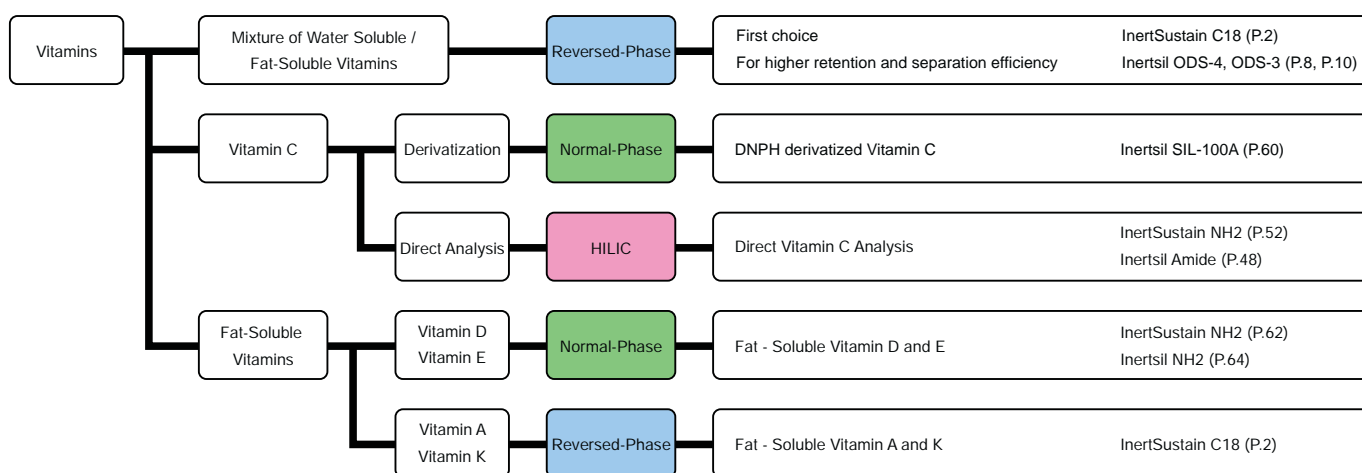 Vitamins
Mixture of Water Soluble /
Fat-Soluble Vitamins
Reversed-Phase
First choice InertSustain C18 (P.2)
For higher retention and separation efficiency Inertsil ODS-4, ODS-3 (P.8, P.10)
Vitamin C
Derivatization
Normal-Phase
DNPH derivatized Vitamin C Inertsil SIL-100A (P.60)
Direct Analysis
HILIC
Direct Vitamin C Analysis
InertSustain NH2 (P.52)
Inertsil Amide (P.48)
Fat-Soluble
Vitamins
Vitamin D
Vitamin E
Normal-Phase
Fat - Soluble Vitamin D and E
InertSustain NH2 (P.62)
Inertsil NH2 (P.64)
Vitamin A
Vitamin K
Reversed-Phase
Fat - Soluble Vitamin A and K InertSustain C18 (P.2)